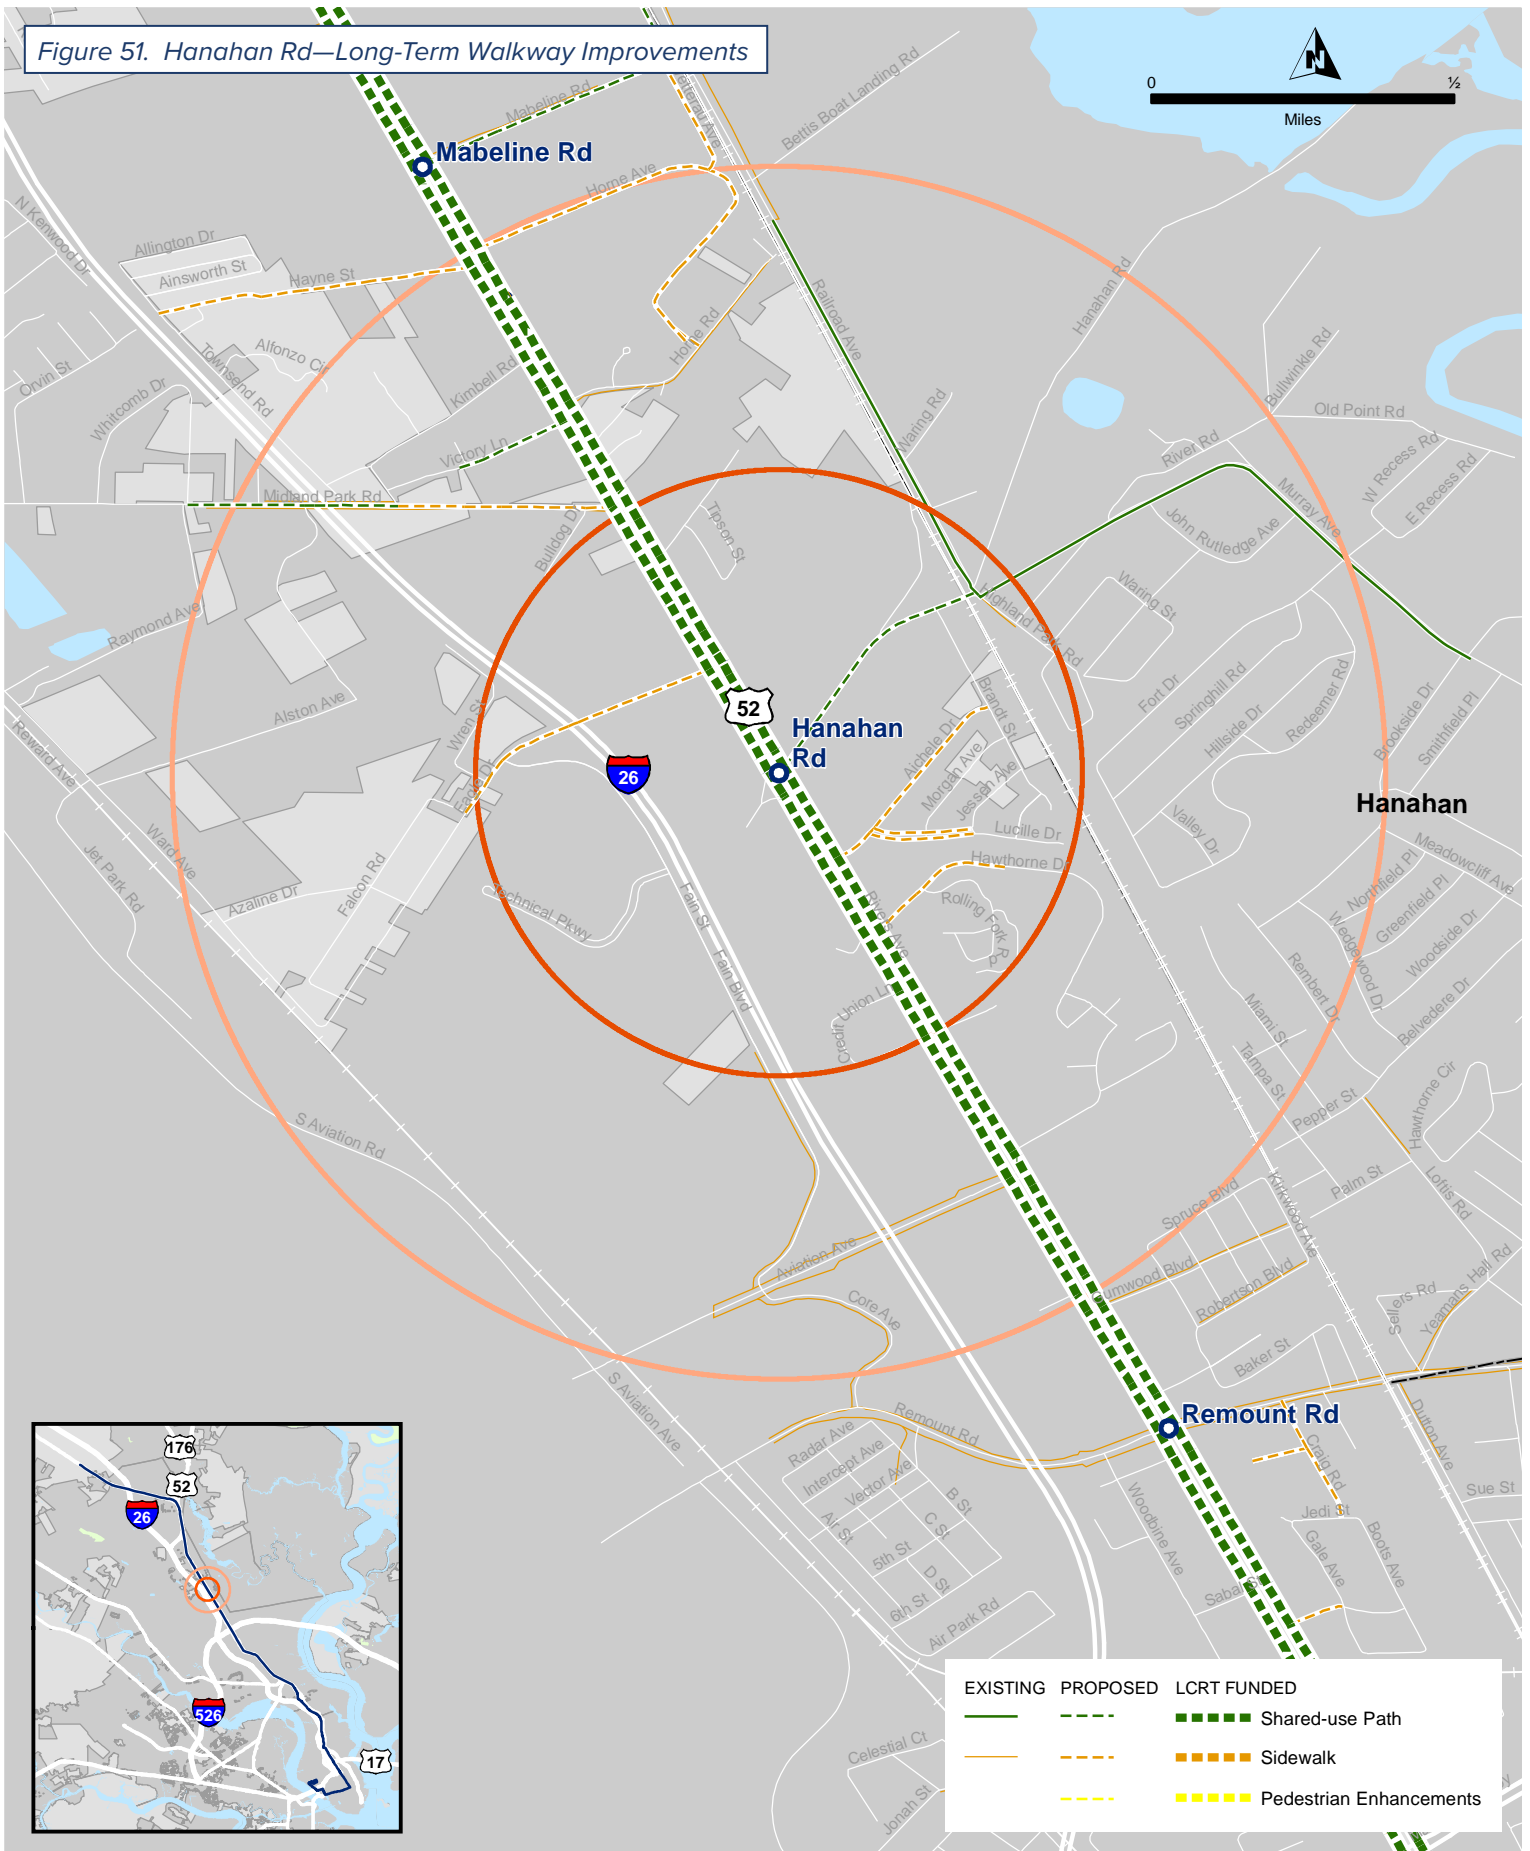 Figure 51. Hanahan Rd—Long-Term Walkway Improvements
0
½
Miles
N
Mabeline Rd
Mabeline Rd
Bettis Boat Landing Rd
Horne Ave
N Kenwood Dr
Allington Dr
Ainsworth St
Hayne St
Railroad Ave
Hanahan Rd
Horne Rd
Townsend Rd
Alfonzo Cir
Orvin St
Whitcomb Dr
Kimbell Rd
Victory Ln
Waring Rd
Bullwinkle Rd
Old Point Rd
River Rd
W Recess Rd
E Recess Rd
Murray Ave
John Rutledge Ave
Midland Park Rd
Bulldog Dr
Tipson St
Waring St
Highland Park Rd
Raymond Ave
Alston Ave
Wren St
Reward Ave
52
Hanahan
Rd
26
Eagle Dr
Brandt St
Aichele Dr
Morgan Ave
Jessen Ave
Lucille Dr
Hawthorne Dr
Fort Dr
Springhill Rd
Hillside Dr
Redeemer Rd
Brookside Dr
Smithfield Pl
Hanahan
Valley Dr
Meadowcliff Ave
Northfield Pl
Greenfield Pl
Wedgewood Dr
Woodside Dr
Rembert Dr
Belvedere Dr
Ward Ave
Jet Park Rd
Azaline Dr
Falcon Rd
Technical Pkwy
Fain St
Fain Blvd
Rivers Ave
Rolling Fork Rd
Credit Union Ln
Miami St
Tampa St
Pepper St
Hawthorne Cir
Loftis Rd
Palm St
Kirkwood Ave
Spruce Blvd
S Aviation Rd
Aviation Ave
Core Ave
Gumwood Blvd
Robertson Blvd
Sellers Rd
Yeamans Hall Rd
Baker St
S Aviation Ave
Remount Rd
Remount Rd
Radar Ave
Intercept Ave
Vector Ave
Air St
B St
C St
5th St
D St
6th St
Air Park Rd
Craig Rd
Dutton Ave
Sue St
Jedi St
Woodbine Ave
Gale Ave
Boots Ave
Celestial Ct
Jonah St
176
52
26
526
17
EXISTING PROPOSED LCRT FUNDED
Shared-use Path
Sidewalk
Pedestrian Enhancements